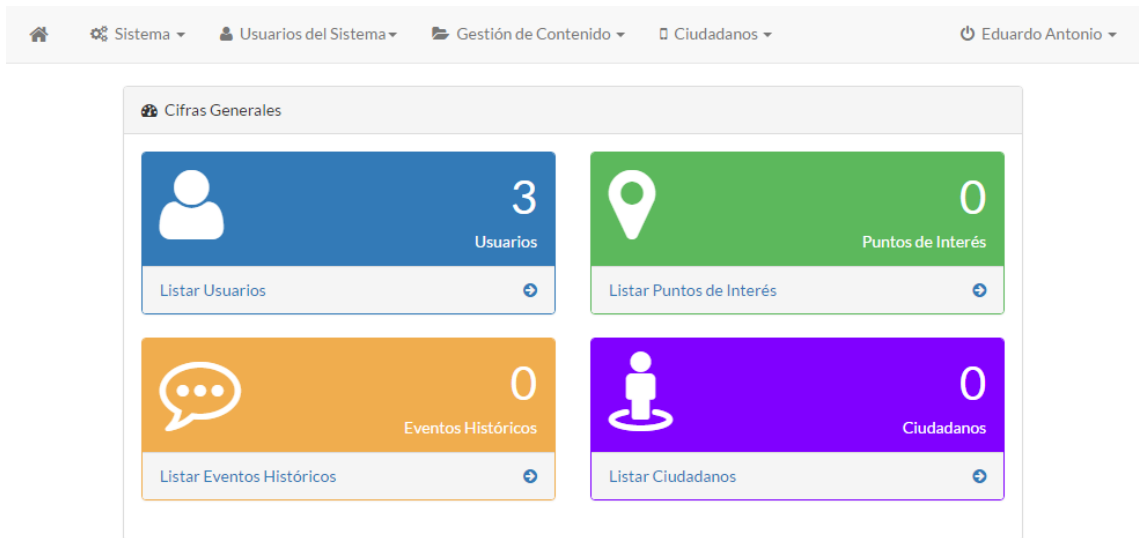 Sistema Usuarios del Sistema Gestión de Contenido Ciudadanos Eduardo Antonio
Cifras Generales
3
Usuarios
Listar Usuarios
0
Puntos de Interés
Listar Puntos de Interés
0
Eventos Históricos
Listar Eventos Históricos
0
Ciudadanos
Listar Ciudadanos